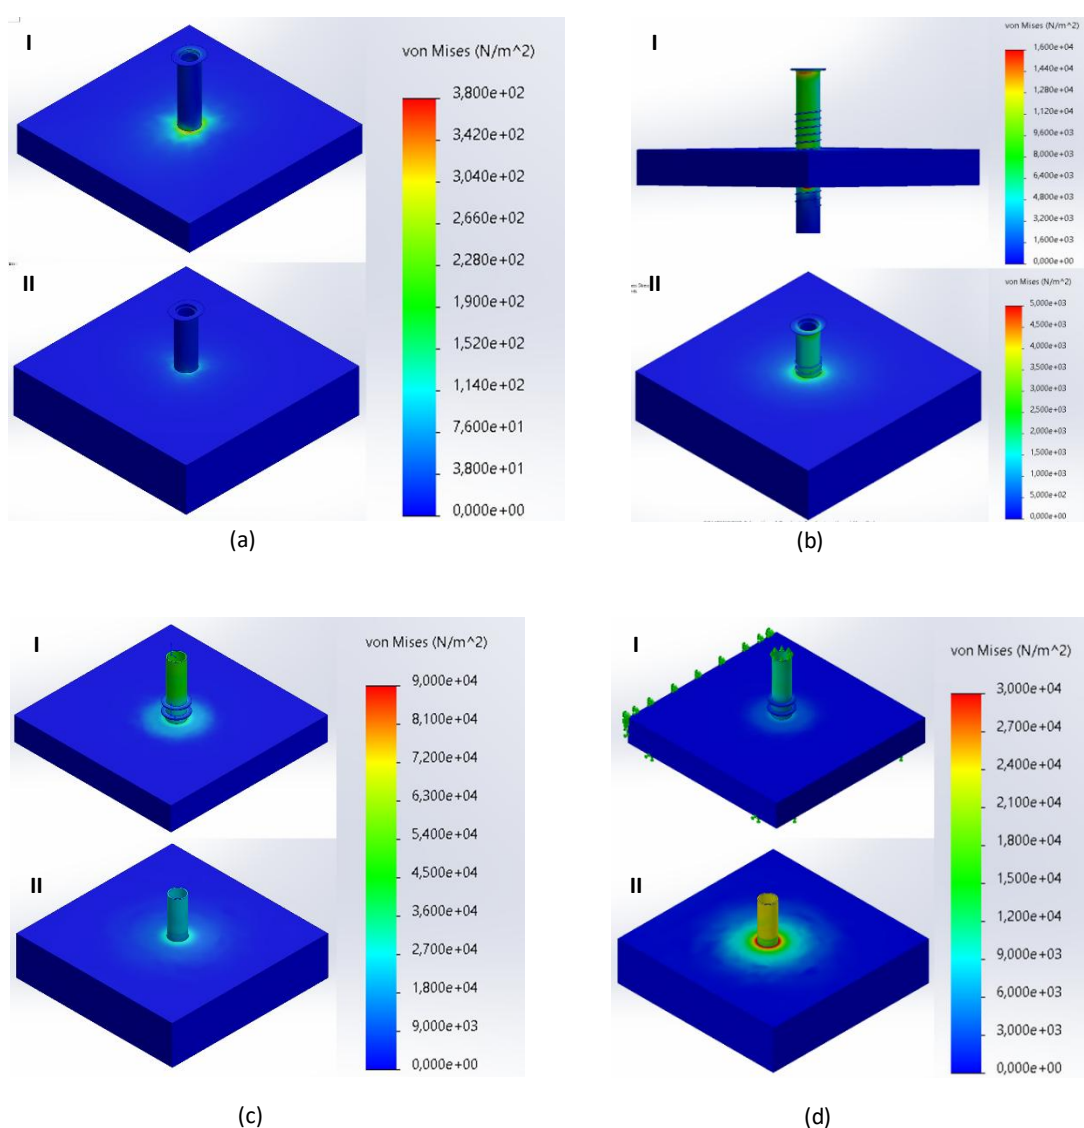 I
von Mises (N/m^2)
3,800e+02
3,420e+02
3,040e+02
2,660e+02
2,280e+02
1,900e+02
1,520e+02
1,140e+02
7,600e+01
3,801e+01
0,000e+00
II
(a)
I
von Mises (N/m^2)
1,600e+04
1,440e+04
1,280e+04
1,120e+04
9,600e+03
8,000e+03
6,400e+03
4,800e+03
3,200e+03
1,600e+03
0,000e+00
II
von Mises (N/m^2)
5,000e+03
4,500e+03
4,000e+03
3,500e+03
3,000e+03
2,500e+03
2,000e+03
1,500e+03
1,000e+03
5,000e+02
0,000e+00
(b)
I
von Mises (N/m^2)
9,000e+04
8,100e+04
7,200e+04
6,300e+04
5,400e+04
4,500e+04
3,600e+04
2,700e+04
1,800e+04
9,000e+03
0,000e+00
II
(c)
I
von Mises (N/m^2)
3,000e+04
2,700e+04
2,400e+04
2,100e+04
1,800e+04
1,500e+04
1,200e+04
9,000e+03
6,000e+03
3,000e+03
0,000e+00
II
(d)